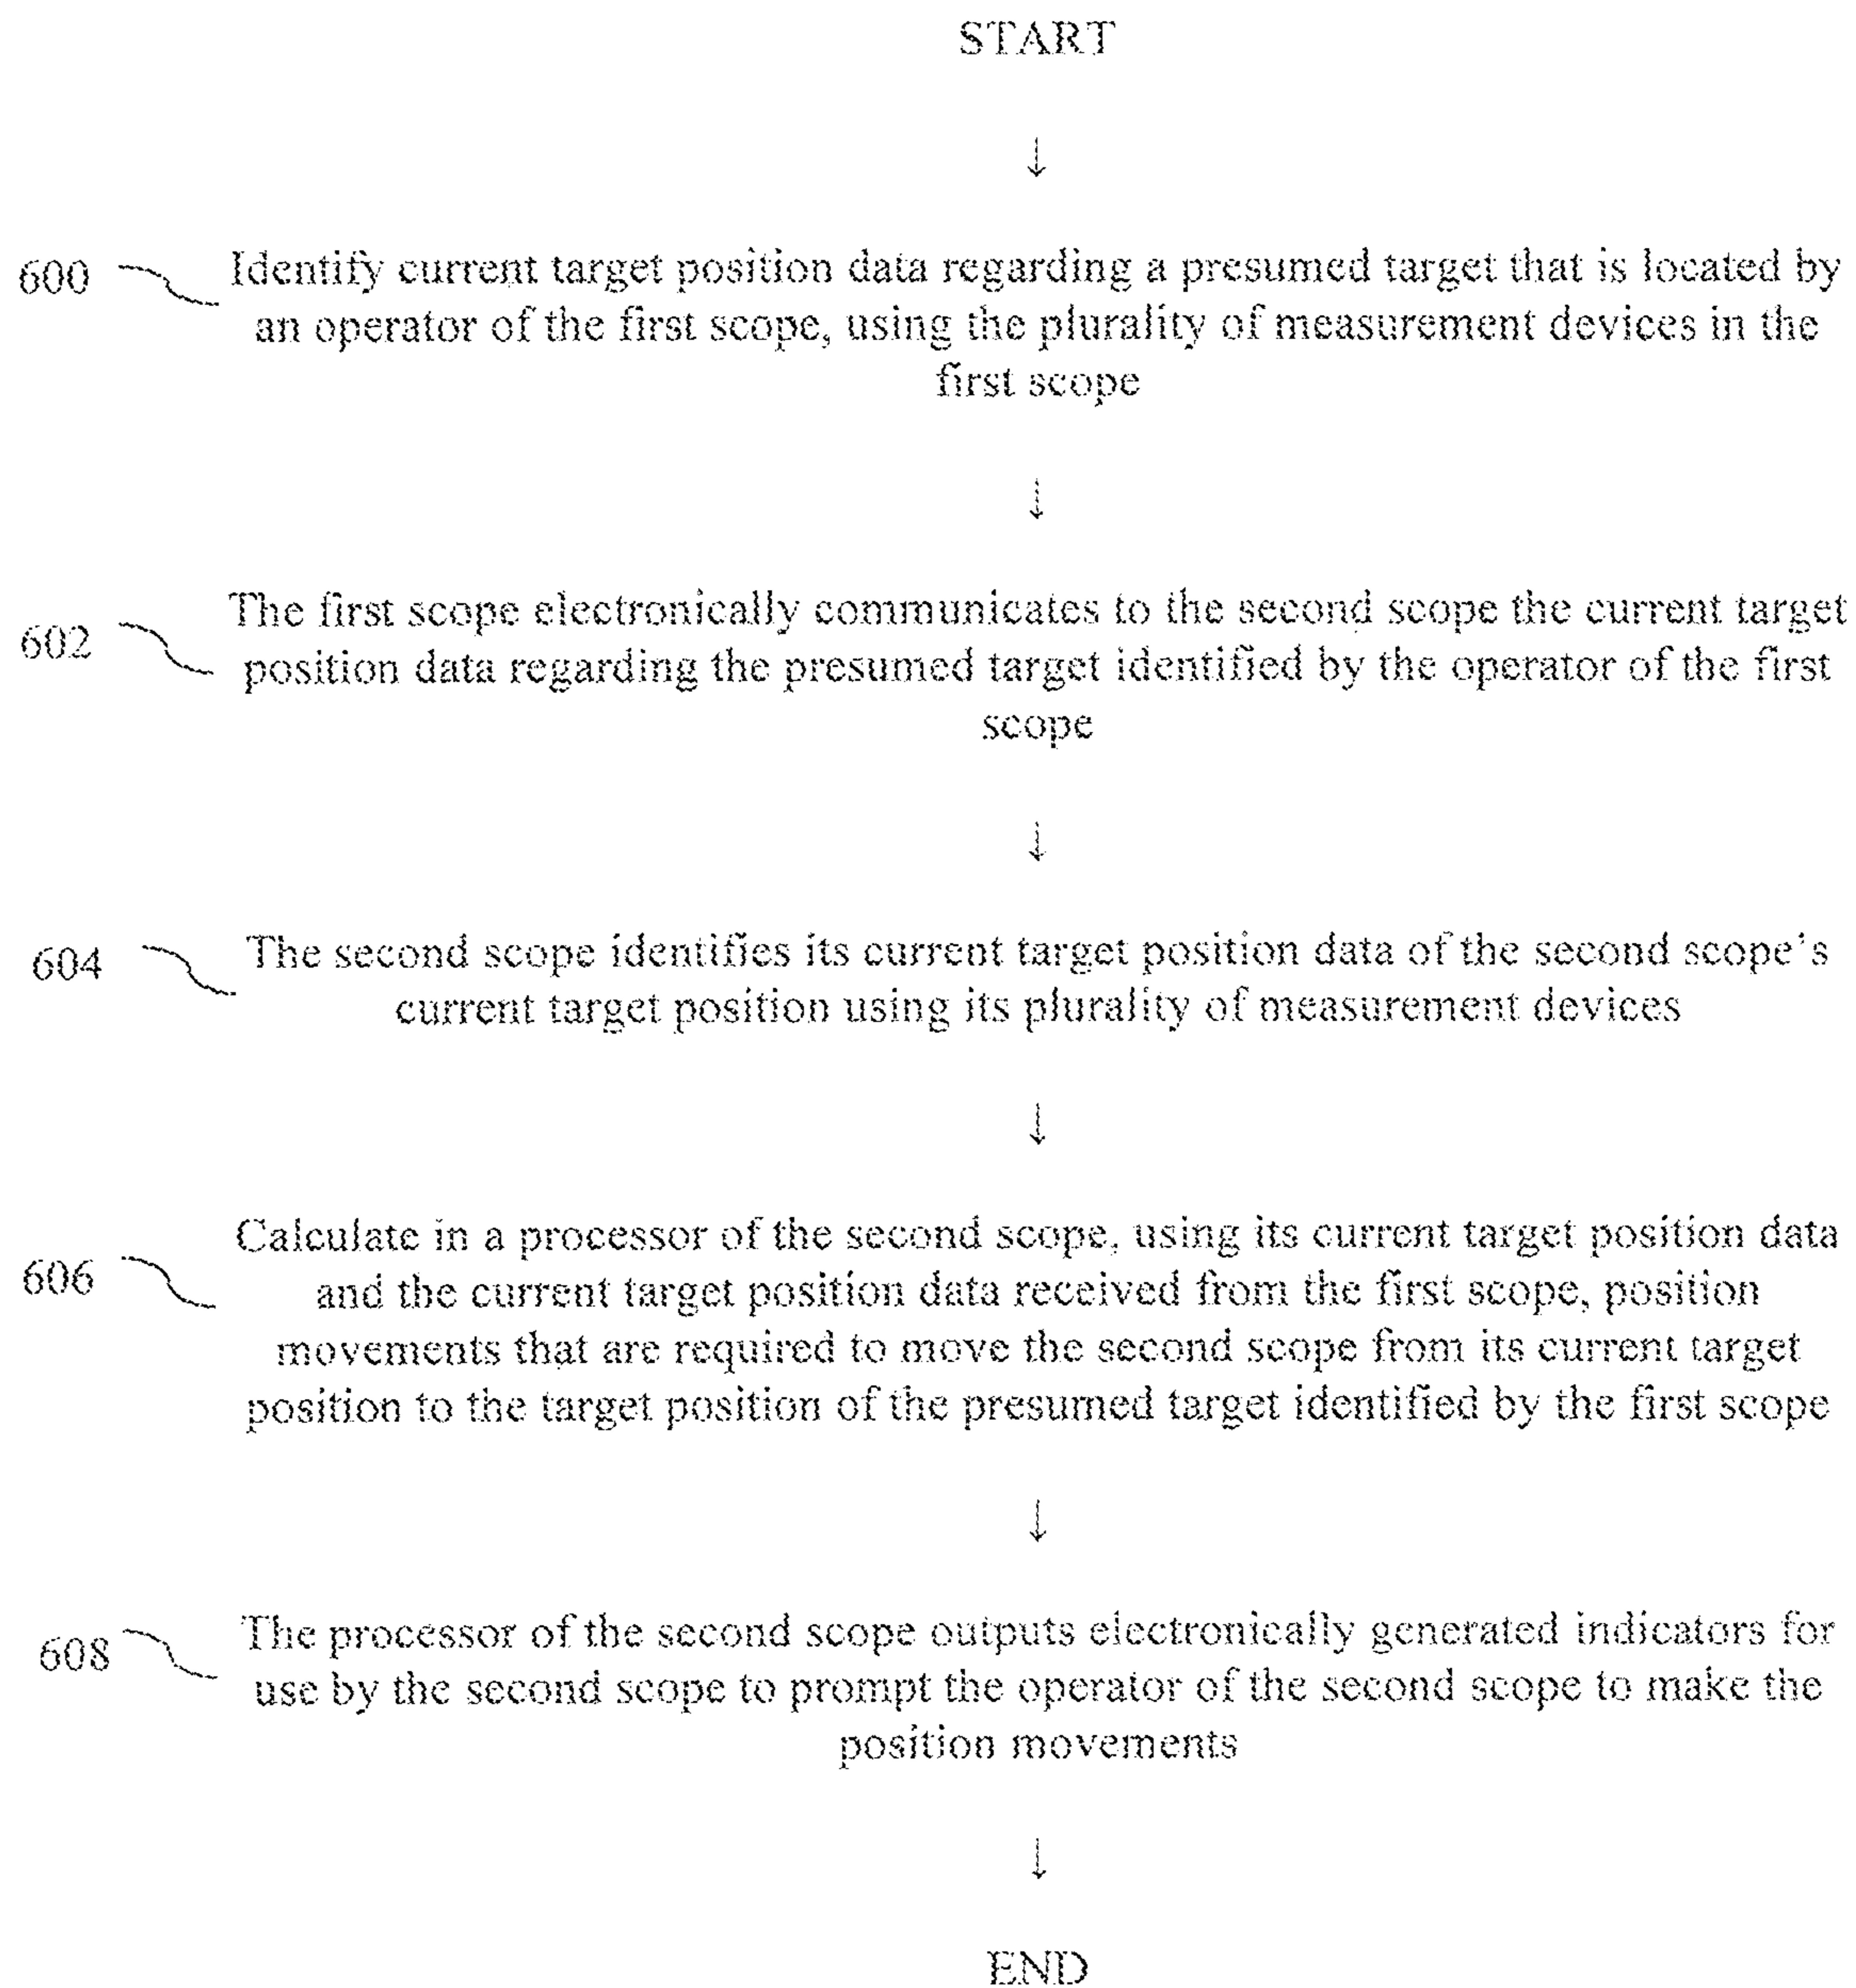 START
↓
600 Identify current target position data regarding a presumed target that is located by
an operator of the first scope, using the plurality of measurement devices in the
first scope
↓
602 The first scope electronically communicates to the second scope the current target
position data regarding the presumed target identified by the operator of the first
scope
↓
604 The second scope identifies its current target position data of the second scope's
current target position using its plurality of measurement devices
↓
606 Calculate in a processor of the second scope, using its current target position data
and the current target position data received from the first scope, position
movements that are required to move the second scope from its current target
position to the target position of the presumed target identified by the first scope
↓
608 The processor of the second scope outputs electronically generated indicators for
use by the second scope to prompt the operator of the second scope to make the
position movements
↓
END